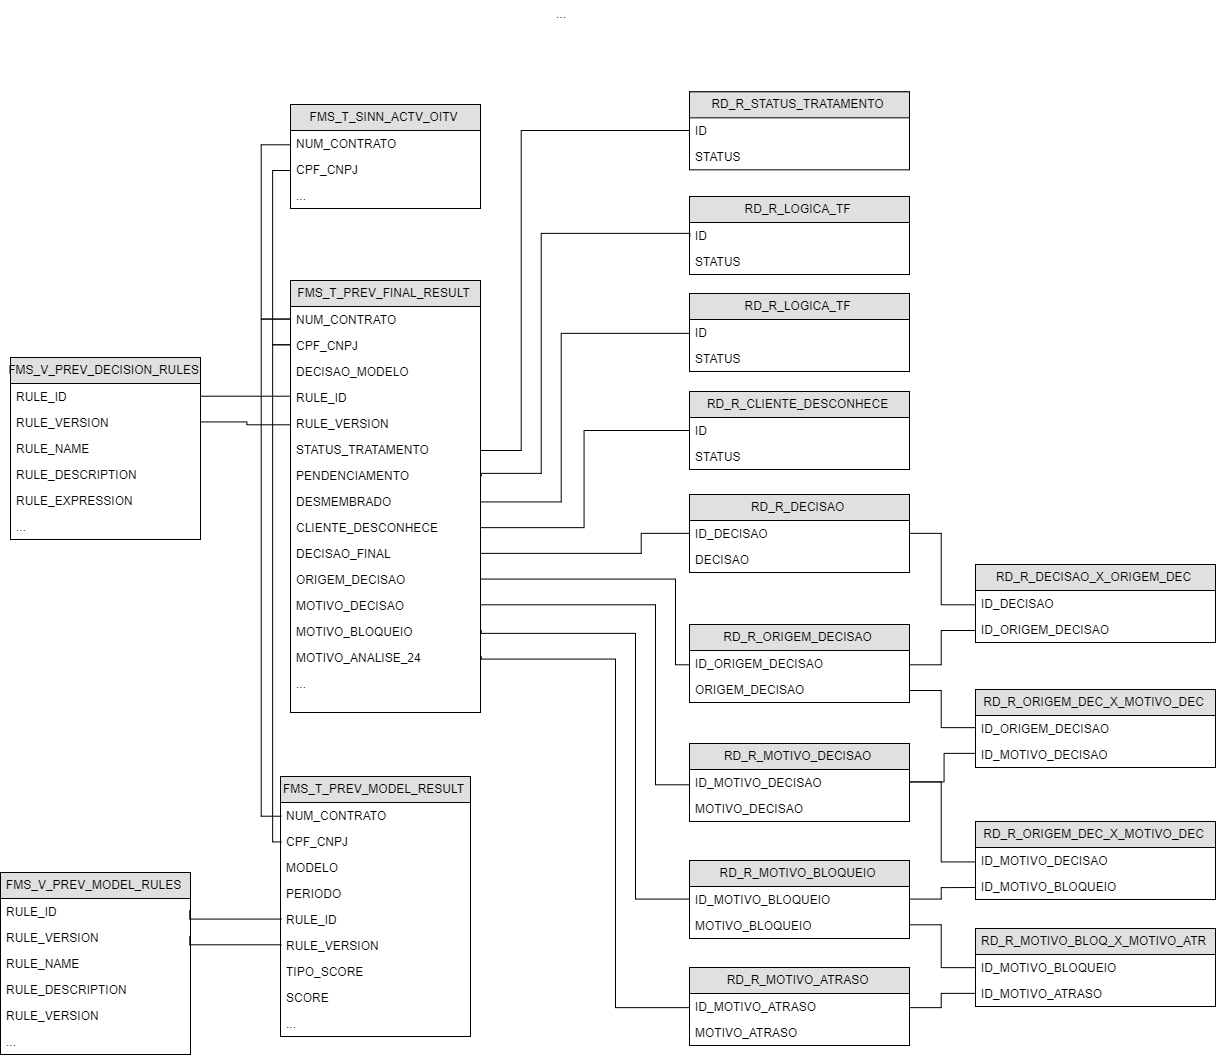 ...
FMS_T_SINN_ACTV_OITV
NUM_CONTRATO
CPF_CNPJ
...
FMS_T_PREV_FINAL_RESULT
NUM_CONTRATO
CPF_CNPJ
DECISAO_MODELO
RULE_ID
RULE_VERSION
STATUS_TRATAMENTO
PENDENCIAMENTO
DESMEMBRADO
CLIENTE_DESCONHECE
DECISAO_FINAL
ORIGEM_DECISAO
MOTIVO_DECISAO
MOTIVO_BLOQUEIO
MOTIVO_ANALISE_24
...
FMS_V_PREV_DECISION_RULES
RULE_ID
RULE_VERSION
RULE_NAME
RULE_DESCRIPTION
RULE_EXPRESSION
...
FMS_T_PREV_MODEL_RESULT
NUM_CONTRATO
CPF_CNPJ
MODELO
PERIODO
RULE_ID
RULE_VERSION
TIPO_SCORE
SCORE
...
FMS_V_PREV_MODEL_RULES
RULE_ID
RULE_VERSION
RULE_NAME
RULE_DESCRIPTION
RULE_VERSION
...
RD_R_STATUS_TRATAMENTO
ID
STATUS
RD_R_LOGICA_TF
ID
STATUS
RD_R_LOGICA_TF
ID
STATUS
RD_R_CLIENTE_DESCONHECE
ID
STATUS
RD_R_DECISAO
ID_DECISAO
DECISAO
RD_R_ORIGEM_DECISAO
ID_ORIGEM_DECISAO
ORIGEM_DECISAO
RD_R_MOTIVO_DECISAO
ID_MOTIVO_DECISAO
MOTIVO_DECISAO
RD_R_MOTIVO_BLOQUEIO
ID_MOTIVO_BLOQUEIO
MOTIVO_BLOQUEIO
RD_R_MOTIVO_ATRASO
ID_MOTIVO_ATRASO
MOTIVO_ATRASO
RD_R_DECISAO_X_ORIGEM_DEC
ID_DECISAO
ID_ORIGEM_DECISAO
RD_R_ORIGEM_DEC_X_MOTIVO_DEC
ID_ORIGEM_DECISAO
ID_MOTIVO_DECISAO
RD_R_ORIGEM_DEC_X_MOTIVO_DEC
ID_MOTIVO_DECISAO
ID_MOTIVO_BLOQUEIO
RD_R_MOTIVO_BLOQ_X_MOTIVO_ATR
ID_MOTIVO_BLOQUEIO
ID_MOTIVO_ATRASO